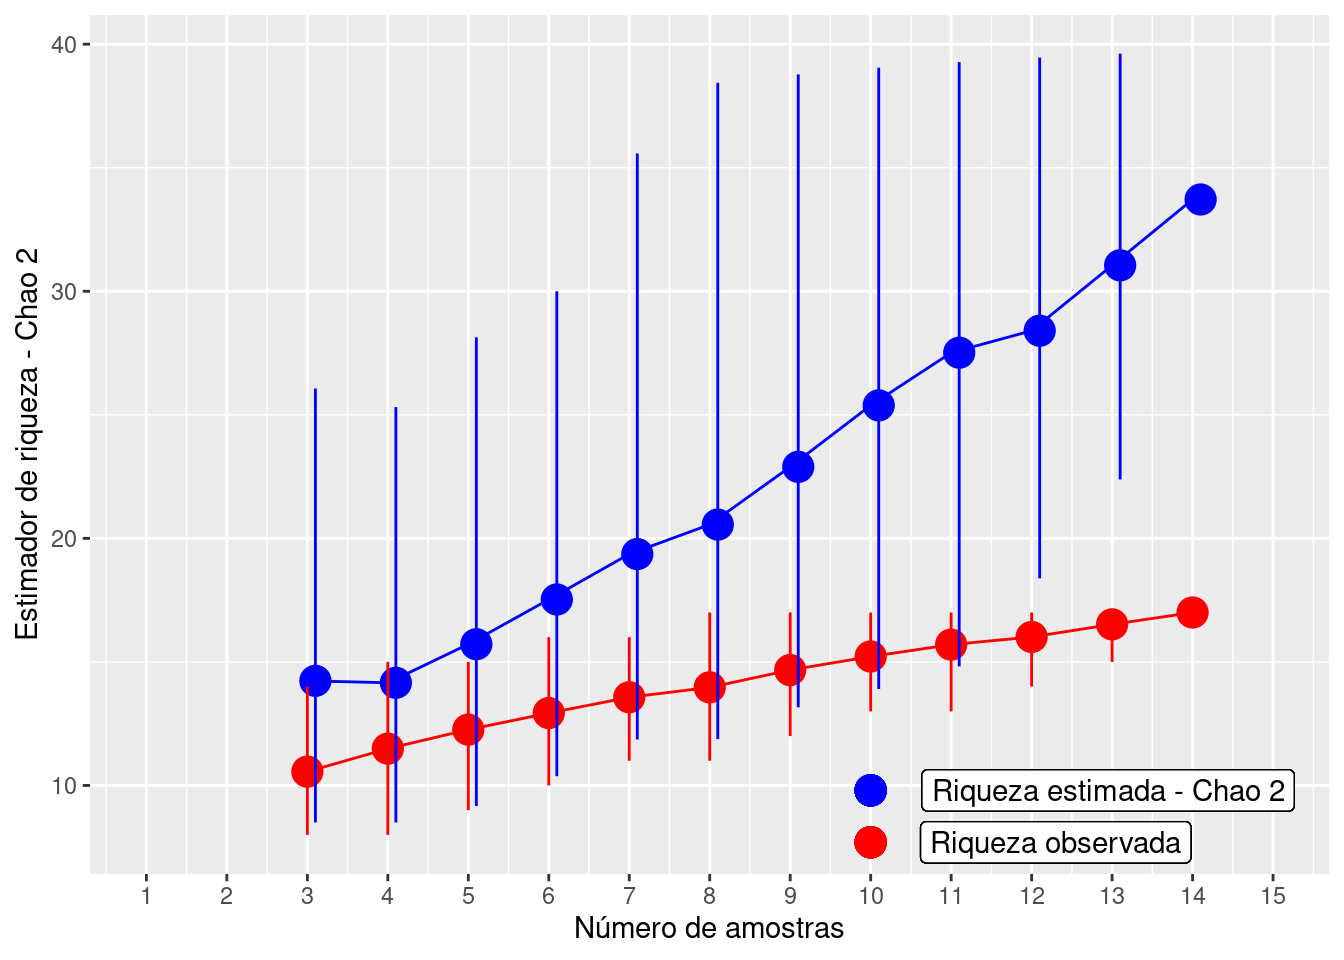 Estimador de riqueza - Chao 2
40
30
20
10
Riqueza estimada - Chao 2
Riqueza observada
1 2 3 4 5 6 7 8 9 10 11 12 13 14 15
Número de amostras